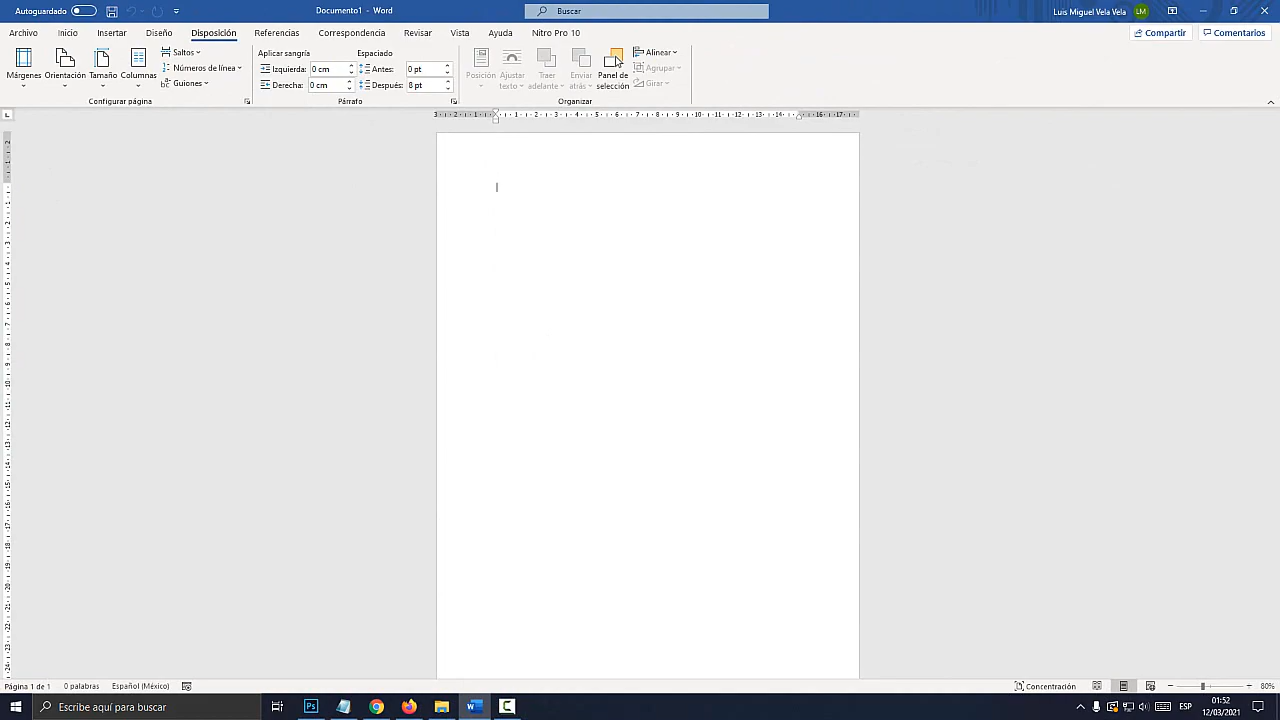 Autoguardado
Documento1 - Word
Buscar
Luis Miguel Vela Vela
LM
Archivo Inicio Insertar Diseño Disposición Referencias Correspondencia Revisar Vista Ayuda Nitro Pro 10
Compartir
Comentarios
Márgenes
Orientación
Tamaño
Columnas
Saltos
Números de línea
Guiones
Configurar página
Aplicar sangría
Izquierda: 0 cm
Derecha: 0 cm
Espaciado
Antes: 0 pt
Después: 8 pt
Párrafo
Posición
Ajustar
texto
Traer
adelante
Enviar
atrás
Panel de
selección
Alinear
Agrupar
Girar
Organizar
Página 1 de 1
0 palabras
Español (México)
Concentración
80%
Escribe aquí para buscar
Ps
ESP
01:52
12/03/2021